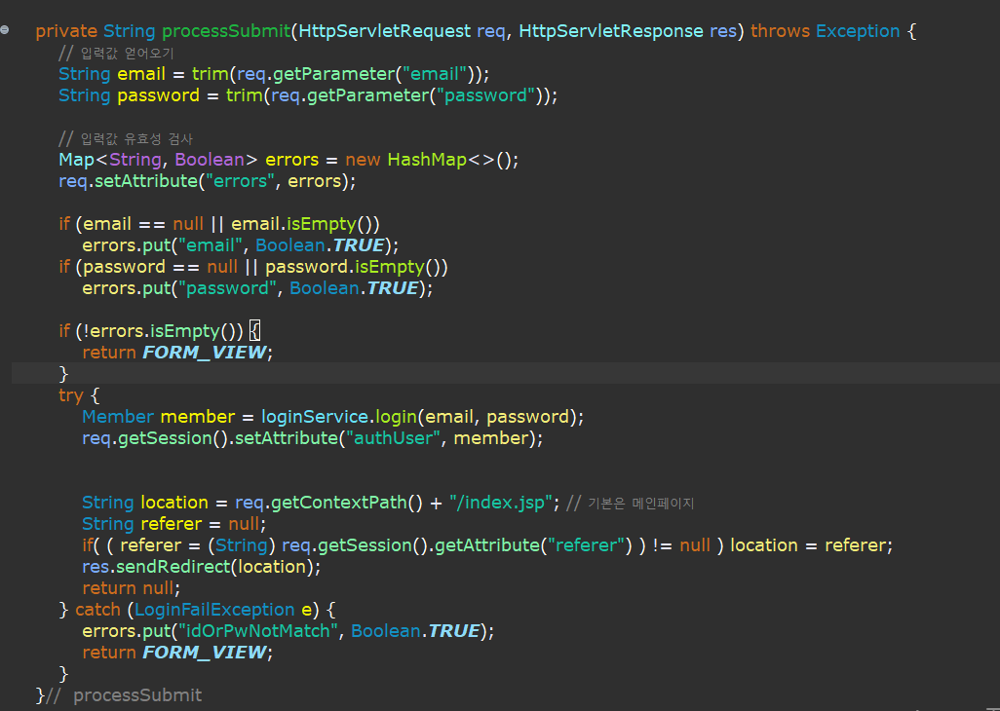 private String processSubmit(HttpServletRequest req, HttpServletResponse res) throws Exception {
// 입력값 얻어오기
String email = trim(req.getParameter("email"));
String password = trim(req.getParameter("password"));
// 입력값 유효성 검사
Map<String, Boolean> errors = new HashMap<>();
req.setAttribute("errors", errors);
if (email == null || email.isEmpty())
errors.put("email", Boolean.TRUE);
if (password == null || password.isEmpty())
errors.put("password", Boolean.TRUE);
if (!errors.isEmpty()) {
return FORM_VIEW;
}
try {
Member member = loginService.login(email, password);
req.getSession().setAttribute("authUser", member);
String location = req.getContextPath() + "/index.jsp"; // 기본은 메인페이지
String referer = null;
if( ( referer = (String) req.getSession().getAttribute("referer") ) != null ) location = referer;
res.sendRedirect(location);
return null;
} catch (LoginFailException e) {
errors.put("idOrPwNotMatch", Boolean.TRUE);
return FORM_VIEW;
}
}// processSubmit